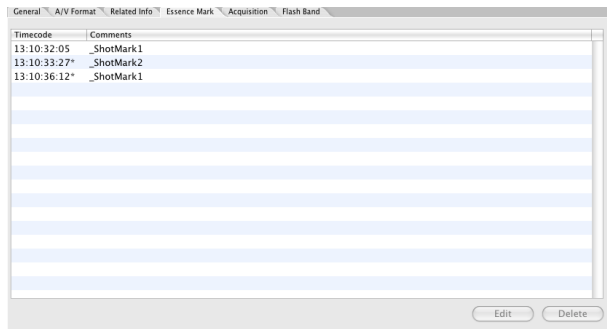 General A/V Format Related Info Essence Mark Acquisition Flash Band
Timecode Comments
13:10:32:05 _ShotMark1
13:10:33:27* _ShotMark2
13:10:36:12* _ShotMark1
Edit Delete